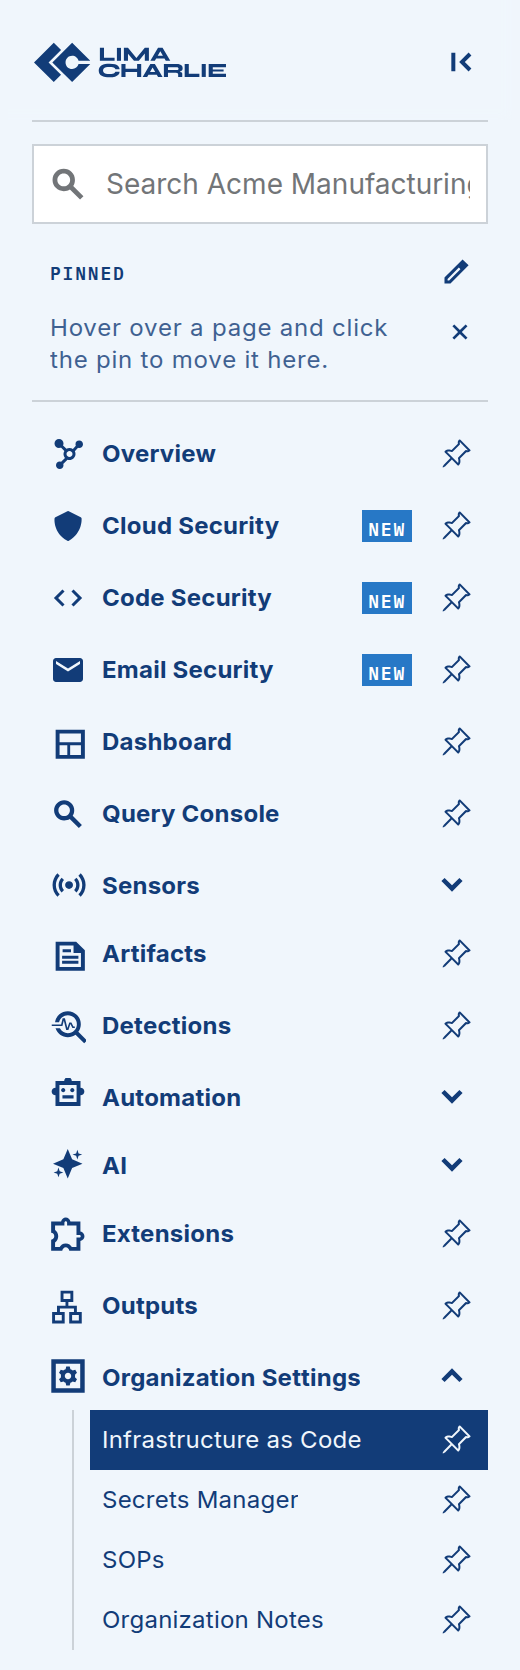 LIMA
CHARLIE
Search Acme Manufacturing
PINNED
Hover over a page and click
the pin to move it here.
Overview
Cloud Security NEW
Code Security NEW
Email Security NEW
Dashboard
Query Console
Sensors
Artifacts
Detections
Automation
AI
Extensions
Outputs
Organization Settings
Infrastructure as Code
Secrets Manager
SOPs
Organization Notes